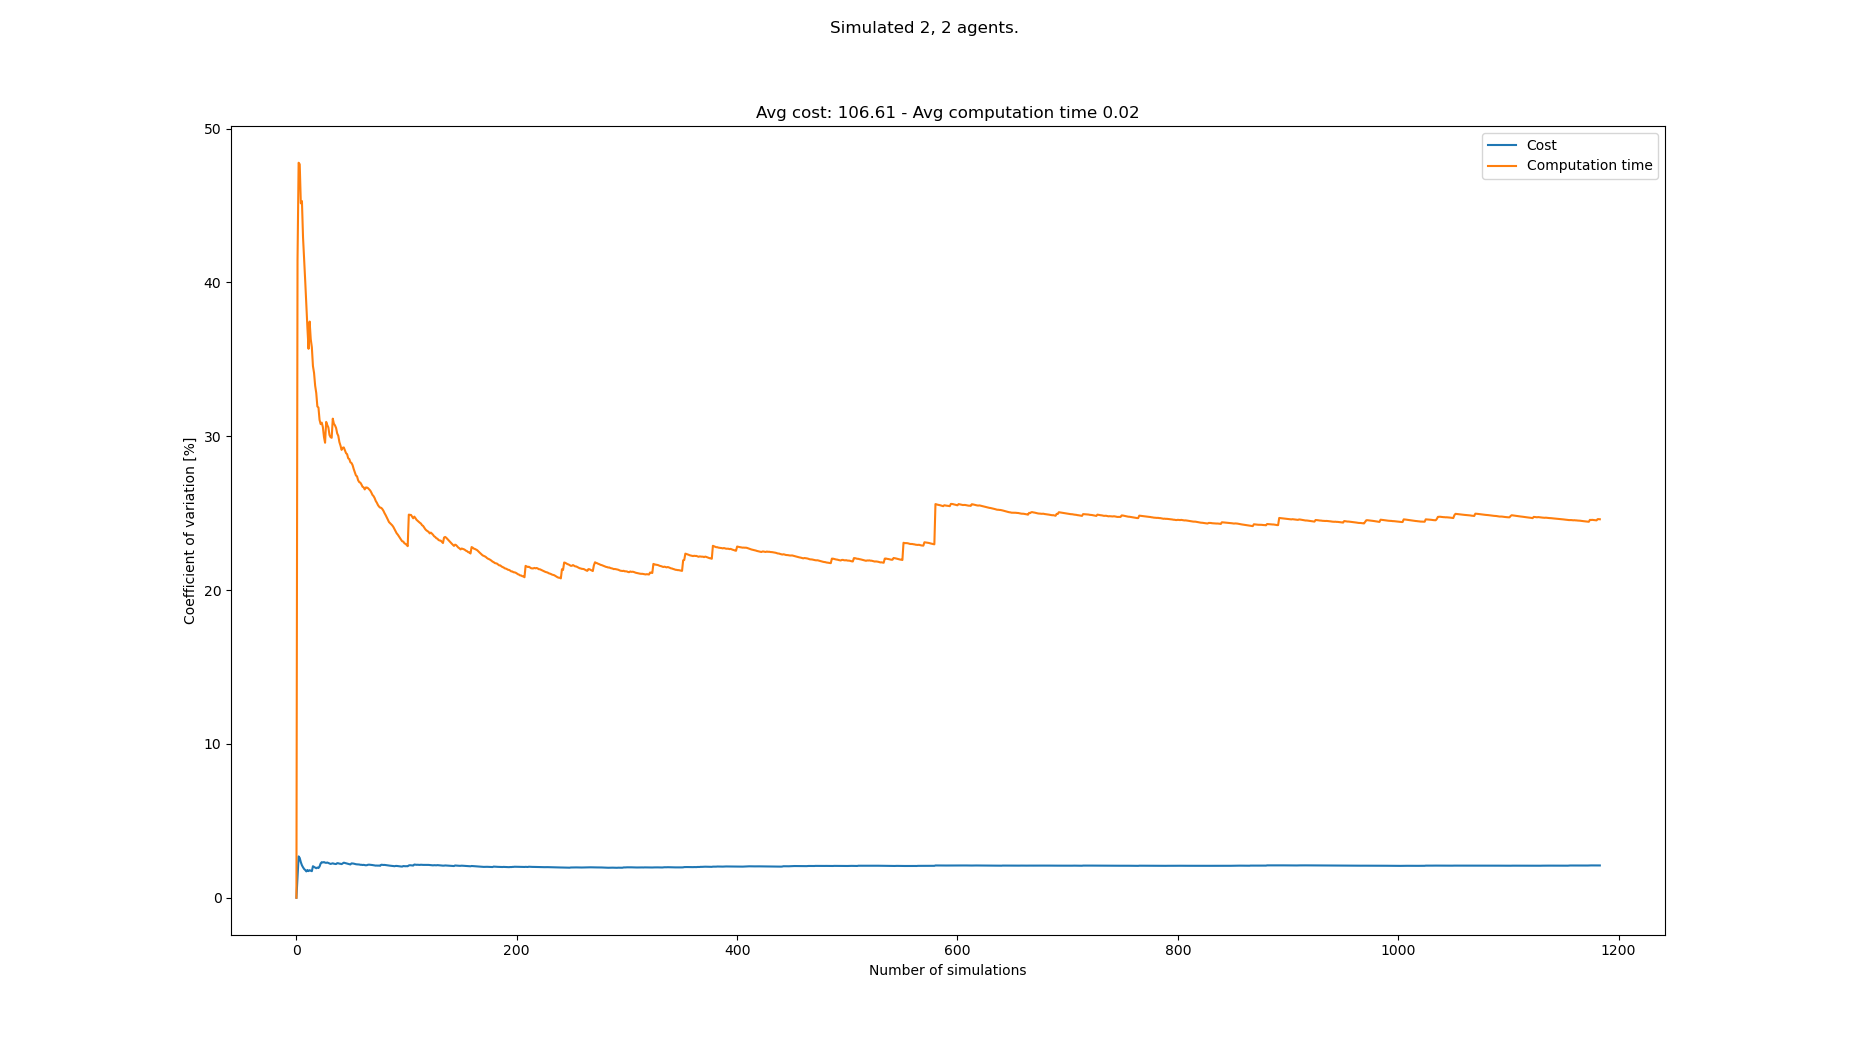 Simulated 2, 2 agents.
Avg cost: 106.61 - Avg computation time 0.02
Cost
Computation time
Coefficient of variation [%]
50
40
30
20
10
0
0 200 400 600 800 1000 1200
Number of simulations